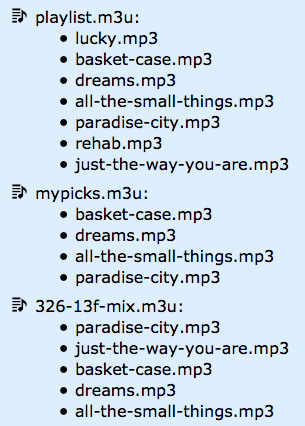 playlist.m3u:
lucky.mp3
basket-case.mp3
dreams.mp3
all-the-small-things.mp3
paradise-city.mp3
rehab.mp3
just-the-way-you-are.mp3
mypicks.m3u:
basket-case.mp3
dreams.mp3
all-the-small-things.mp3
paradise-city.mp3
326-13f-mix.m3u:
paradise-city.mp3
just-the-way-you-are.mp3
basket-case.mp3
dreams.mp3
all-the-small-things.mp3